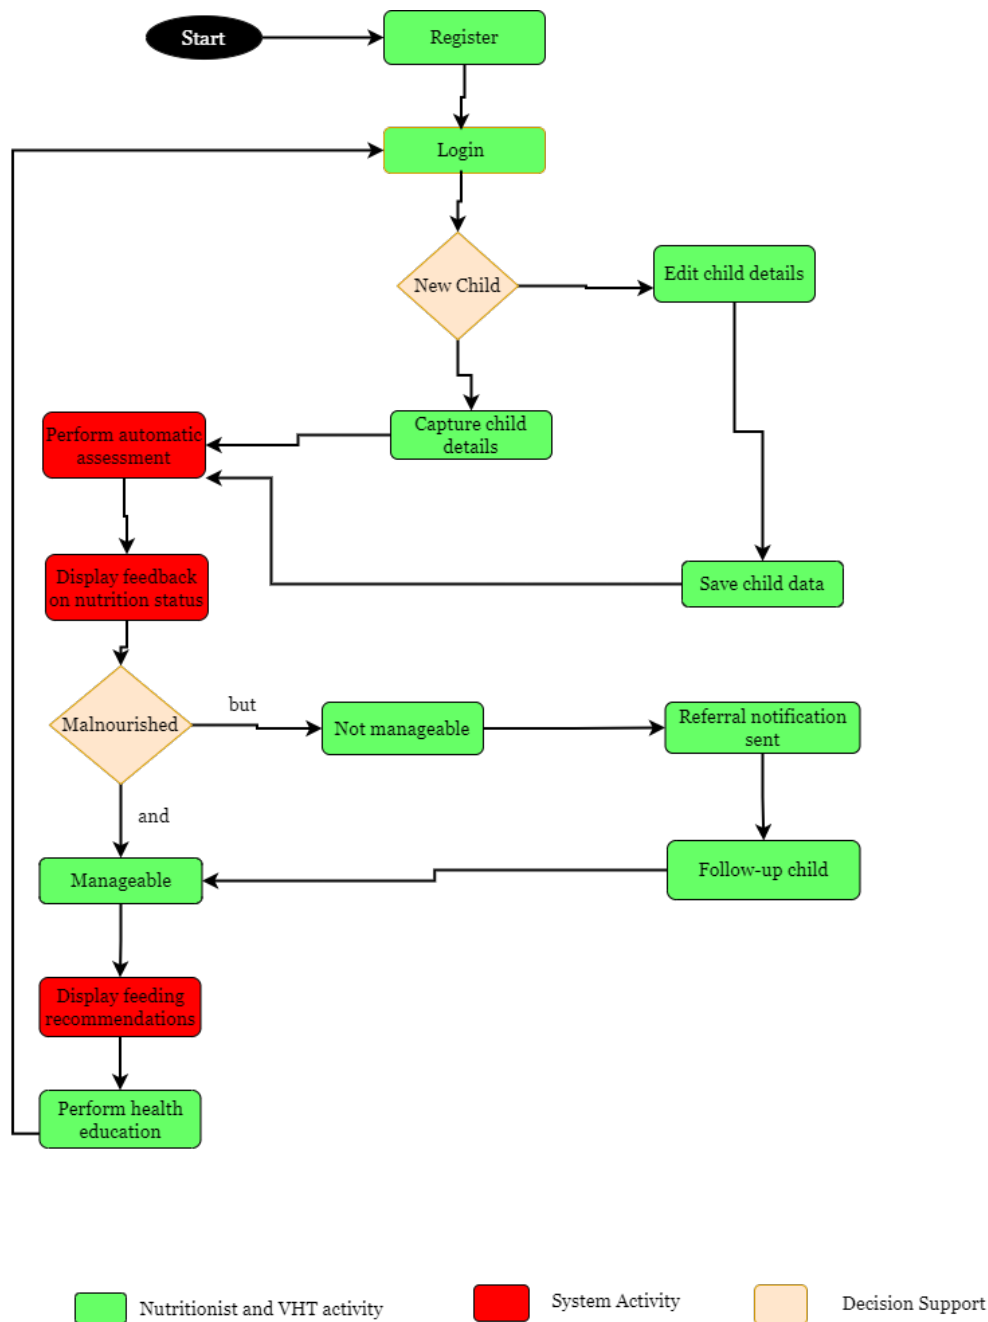 Start
Register
Login
New Child
Edit child details
Capture child
details
Perform automatic
assessment
Display feedback
on nutrition status
Save child data
Malnourished
but
Not manageable
Referral notification
sent
and
Manageable
Follow-up child
Display feeding
recommendations
Perform health
education
Nutritionist and VHT activity
System Activity
Decision Support